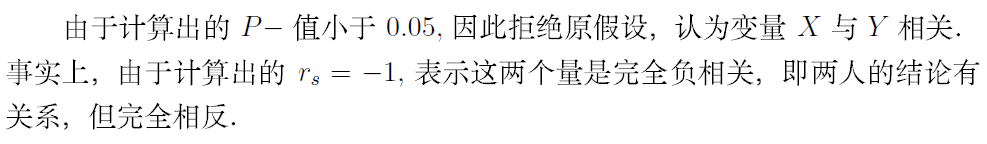 由于计算出的 P− 值小于 0.05, 因此拒绝原假设，认为变量 X 与 Y 相关．
事实上，由于计算出的 r_s = −1, 表示这两个量是完全负相关，即两人的结论有
关系，但完全相反．